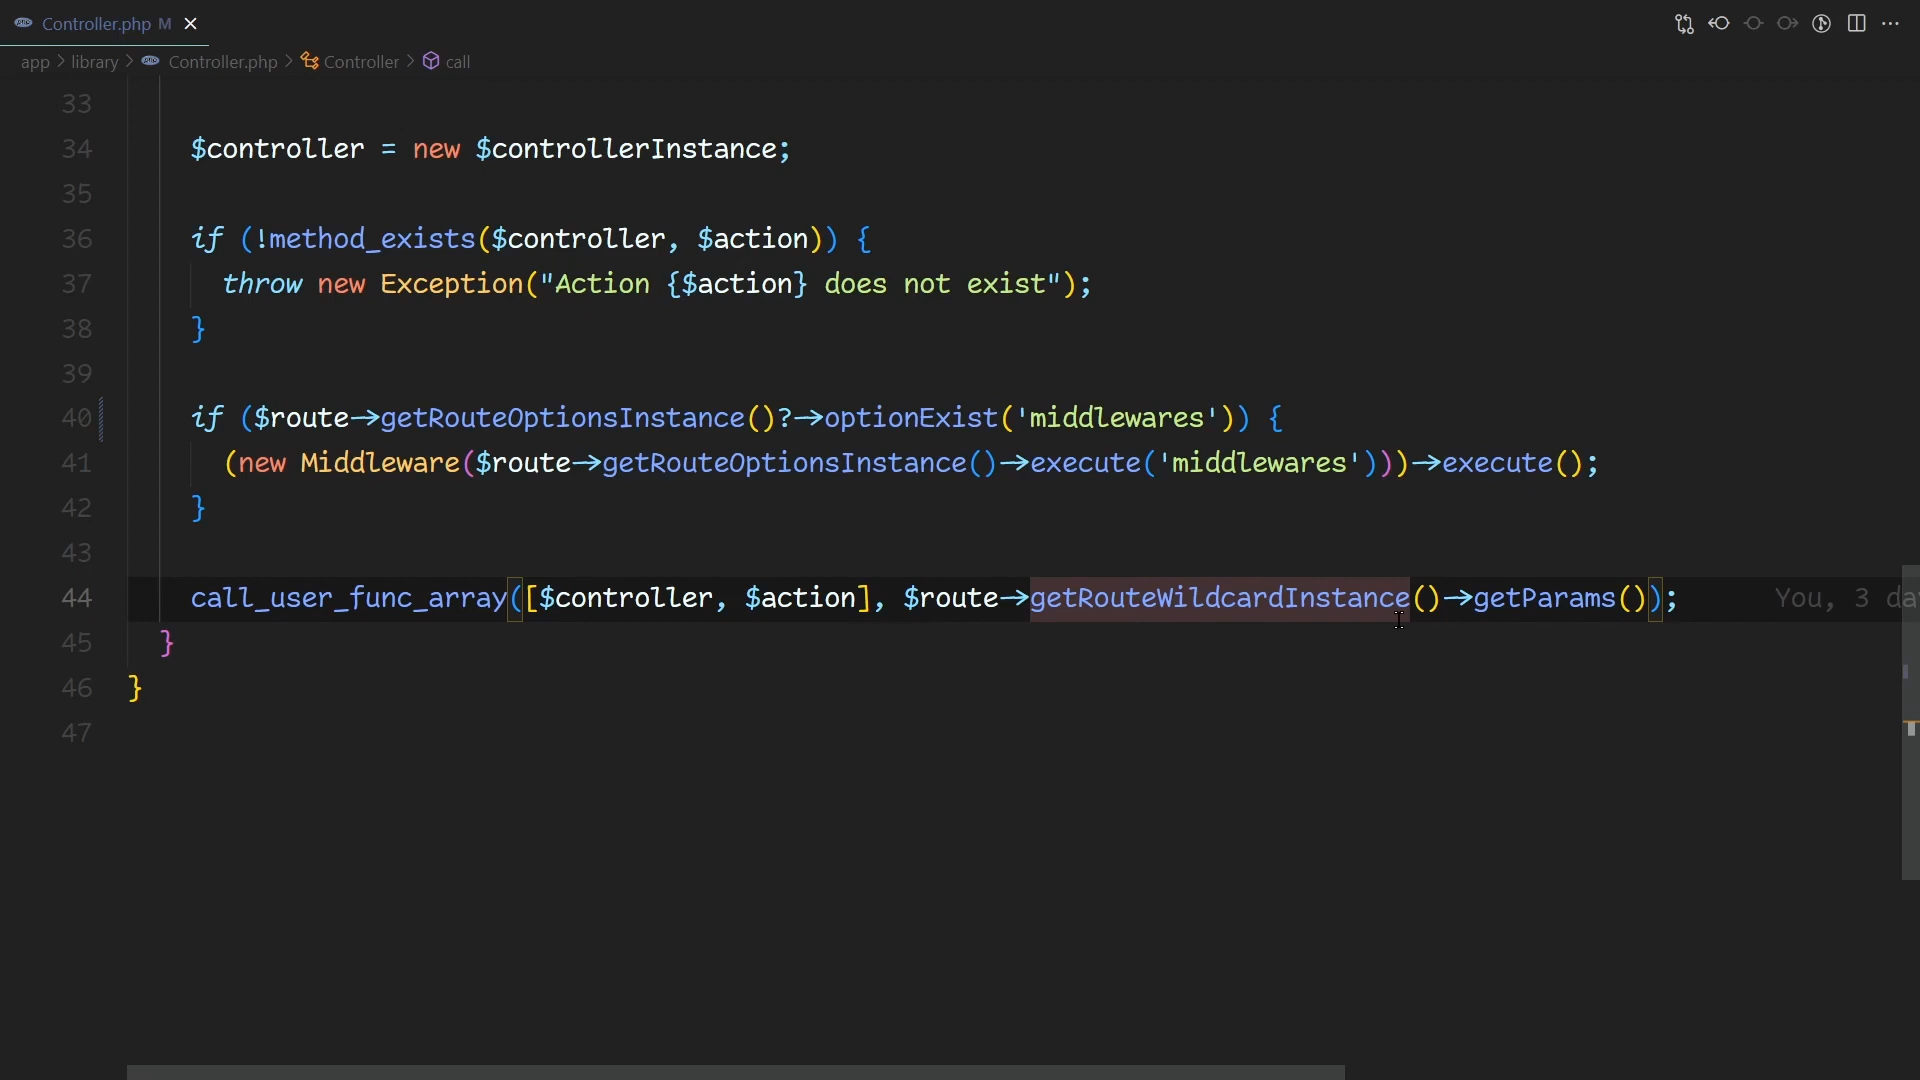 Controller.php M
app > library > Controller.php > Controller > call
33
34 $controller = new $controllerInstance;
35
36 if (!method_exists($controller, $action)) {
37 throw new Exception("Action {$action} does not exist");
38 }
39
40 if ($route->getRouteOptionsInstance()?->optionExist('middlewares')) {
41 (new Middleware($route->getRouteOptionsInstance()->execute('middlewares')))->execute();
42 }
43
44 call_user_func_array([$controller, $action], $route->getRouteWildcardInstance()->getParams()); You, 3
45 }
46 }
47